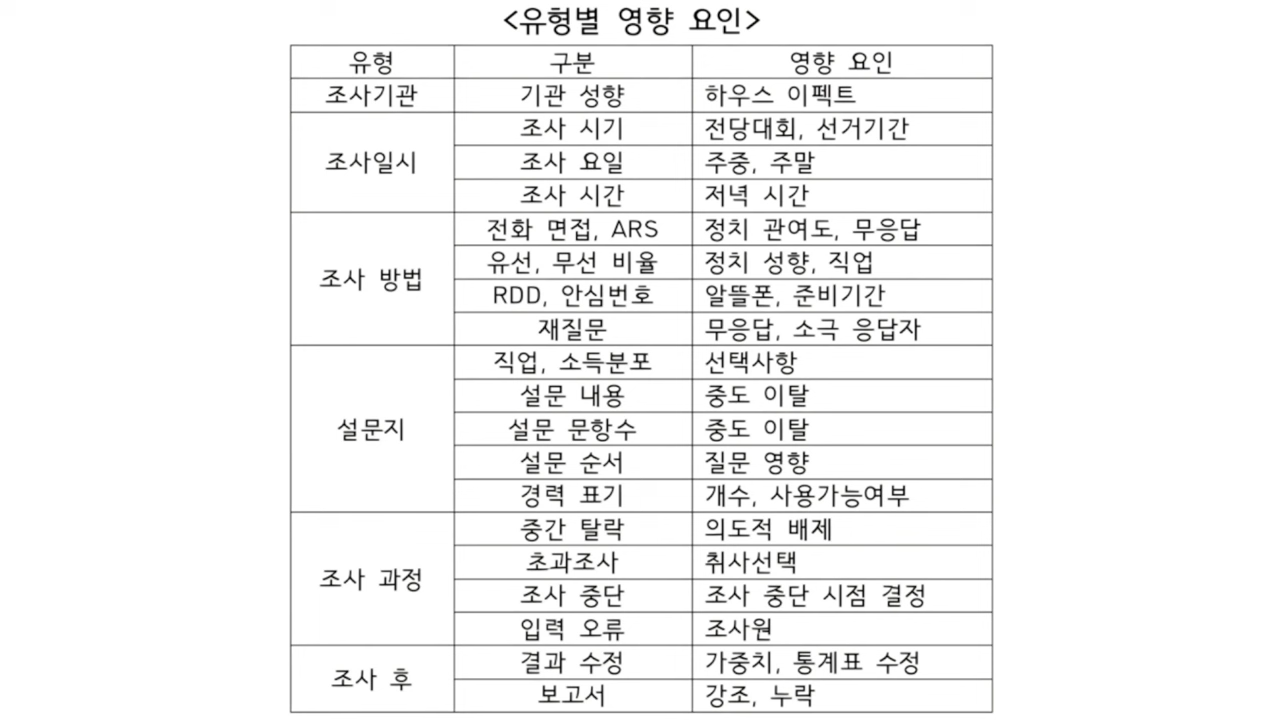 <유형별 영향 요인>
유형 구분 영향 요인
조사기관 기관 성향 하우스 이펙트
조사일시 조사 시기 전당대회, 선거기간
조사 요일 주중, 주말
조사 시간 저녁 시간
조사 방법 전화 면접, ARS 정치 관여도, 무응답
유선, 무선 비율 정치 성향, 직업
RDD, 안심번호 알뜰폰, 준비기간
재질문 무응답, 소극 응답자
설문지 직업, 소득분포 선택사항
설문 내용 중도 이탈
설문 문항수 중도 이탈
설문 순서 질문 영향
경력 표기 개수, 사용가능여부
조사 과정 중간 탈락 의도적 배제
초과조사 취사선택
조사 중단 조사 중단 시점 결정
입력 오류 조사원
조사 후 결과 수정 가중치, 통계표 수정
보고서 강조, 누락